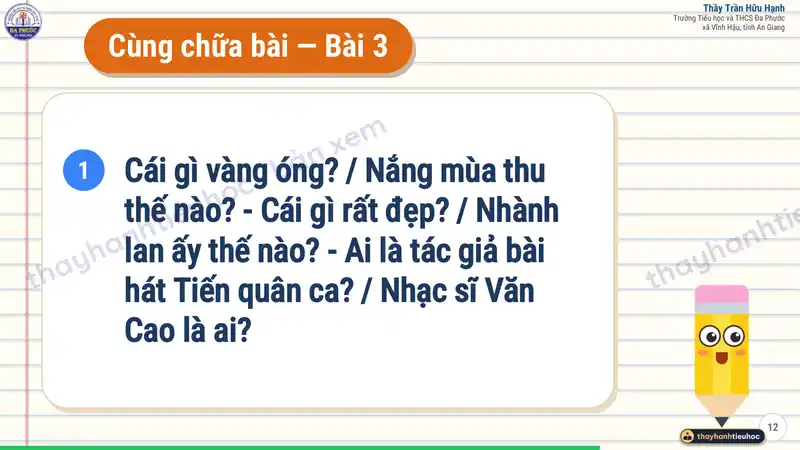 Thầy Trần Hữu Hạnh
Trường Tiểu học và THCS Đa Phước
xã Vĩnh Hậu, tỉnh An Giang
ĐA PHƯỚC
Cùng chữa bài – Bài 3
1
Cái gì vàng óng? / Nắng mùa thu
thế nào? - Cái gì rất đẹp? / Nhành
lan ấy thế nào? - Ai là tác giả bài
hát Tiến quân ca? / Nhạc sĩ Văn
Cao là ai?
12
thayhanhtieuhoc